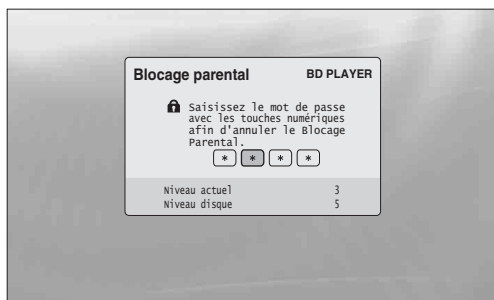 Blocage parental BD PLAYER
Saisissez le mot de passe
avec les touches numériques
afin d'annuler le Blocage
Parental.
* * * *
Niveau actuel 3
Niveau disque 5